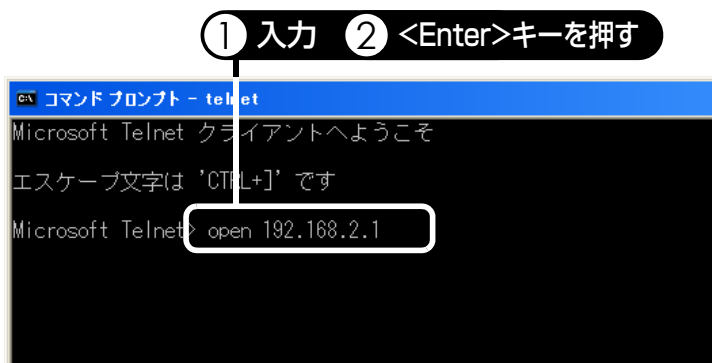 ① 入力 ② <Enter>キーを押す
コマンド プロンプト - telnet
Microsoft Telnet クライアントへようこそ
エスケープ文字は 'CTRL+]' です
Microsoft Telnet> open 192.168.2.1